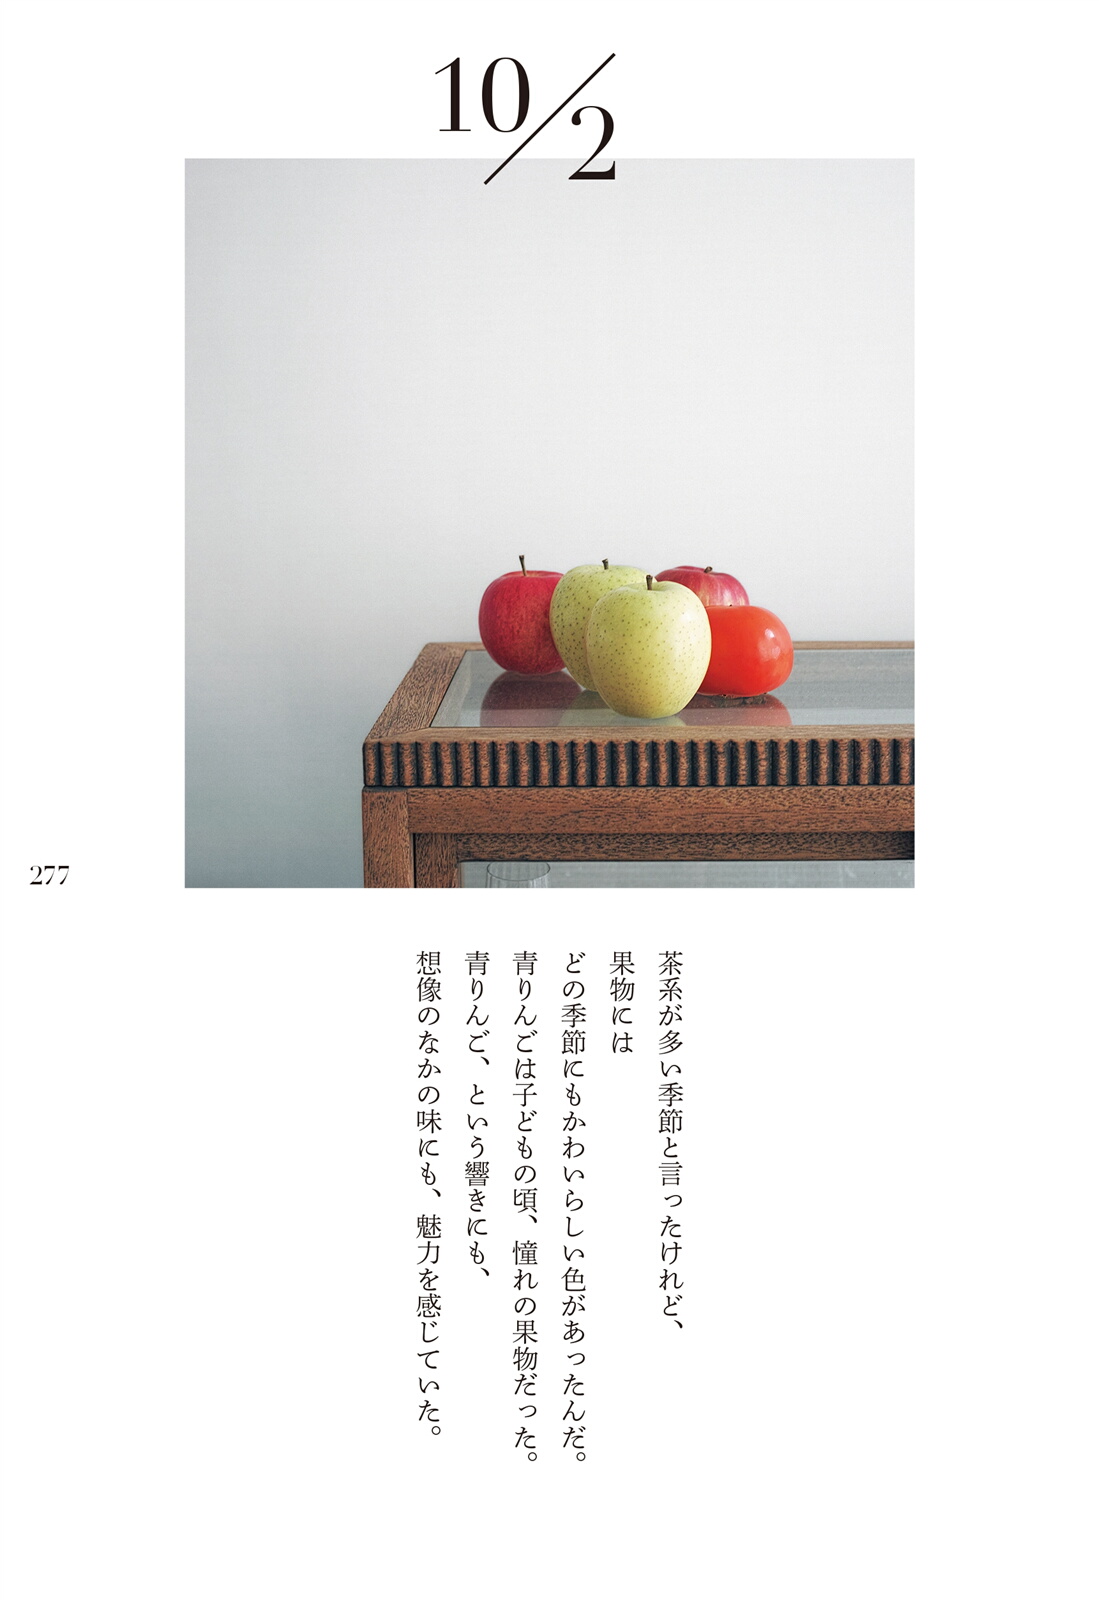 10/2
277
茶系が多い季節と言ったけれど、
果物には
どの季節にもかわいらしい色があったんだ。
青りんごは子どもの頃、憧れの果物だった。
青りんご、という響きにも、
想像のなかの味にも、魅力を感じていた。